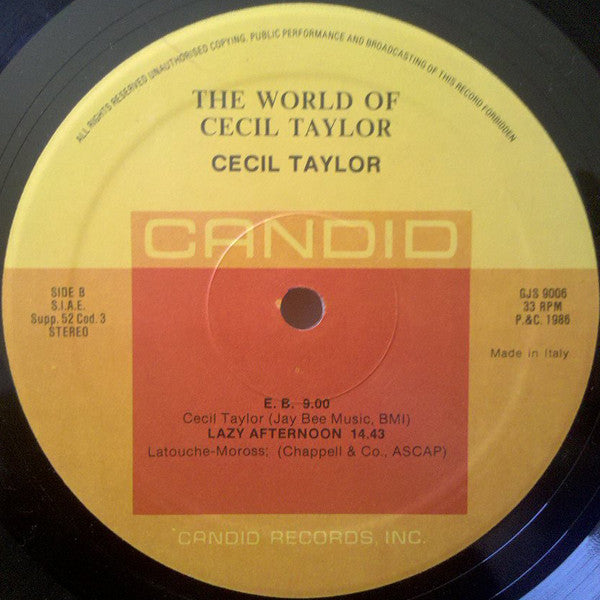 ALL RIGHTS RESERVED UNAUTHORISED COPYING, PUBLIC PERFORMANCE AND BROADCASTING OF THIS RECORD FORBIDDEN
THE WORLD OF
CECIL TAYLOR
CECIL TAYLOR
CANDID
SIDE B
S.I.A.E.
Supp. 52 Cod. 3
STEREO
GJS 9006
33 RPM
P.&C. 1986
Made in Italy
E. B. 9.00
Cecil Taylor (Jay Bee Music, BMI)
LAZY AFTERNOON 14.43
Latouche-Moross: (Chappell & Co., ASCAP)
CANDID RECORDS, INC.